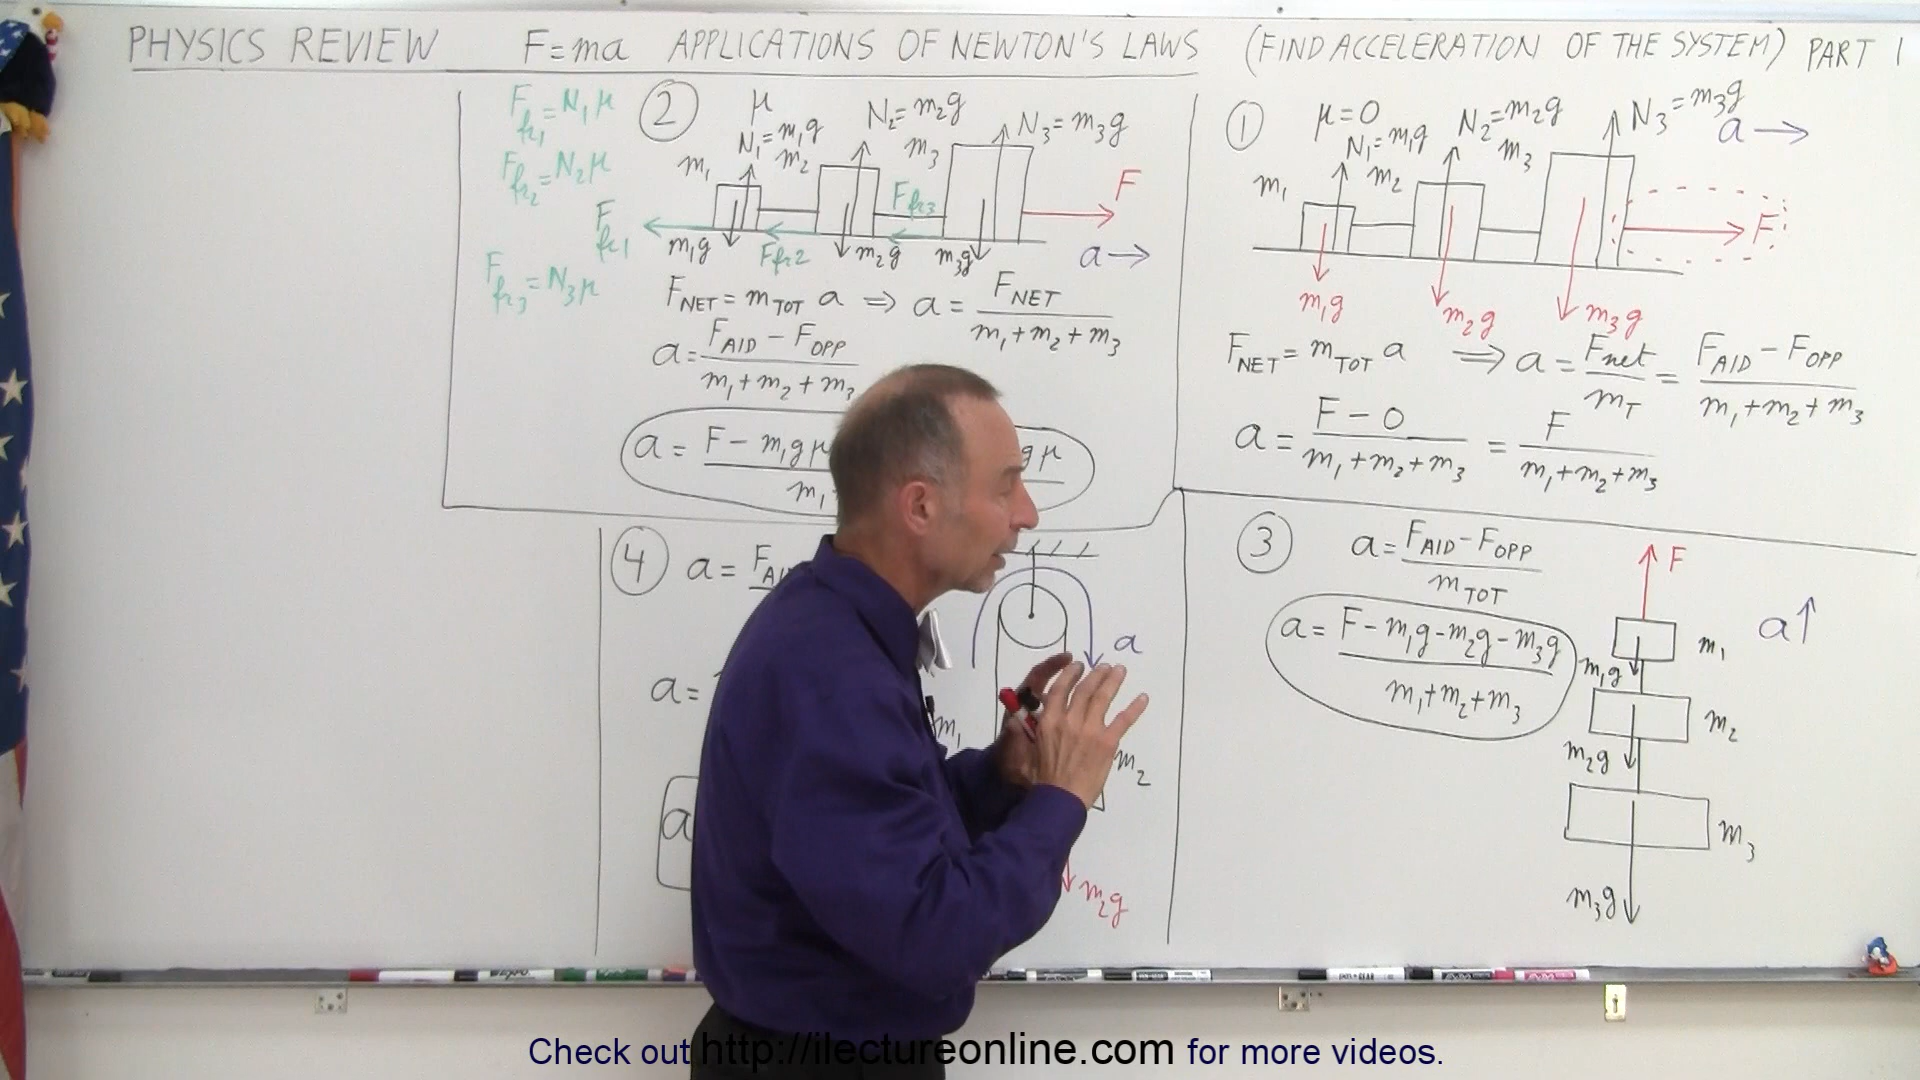 PHYSICS REVIEW F=ma APPLICATIONS OF NEWTON'S LAWS (FIND ACCELERATION OF THE SYSTEM) PART 1
① μ=0
N₁=m₁g
N₂=m₂g
N₃=m₃g
a →
m₁
m₂
m₃
F
m₁g
m₂g
m₃g
F_NET = m_TOT a ⟹ a = F_net / m_T = (F_AID - F_OPP) / (m₁+m₂+m₃)
a = (F - 0) / (m₁+m₂+m₃) = F / (m₁+m₂+m₃)
② μ
F_fr₁ = N₁μ
F_fr₂ = N₂μ
F_fr₃ = N₃μ
N₁=m₁g
N₂=m₂g
N₃=m₃g
m₁
m₂
m₃
F_fr3
F
F_fr1
m₁g
F_fr2
m₂g
m₃g
a →
F_NET = m_TOT a ⟹ a = F_NET / (m₁+m₂+m₃)
a = (F_AID - F_OPP) / (m₁+m₂+m₃)
a = F - m₁gμ
gμ
m₁
③ a = (F_AID - F_OPP) / m_TOT
a = (F - m₁g - m₂g - m₃g) / (m₁+m₂+m₃)
F
a↑
m₁
m₁g
m₂
m₂g
m₃
m₃g
④ a =
a
a =
m₁
m₂
a
m₂g
Check out http://ilectureonline.com for more videos.